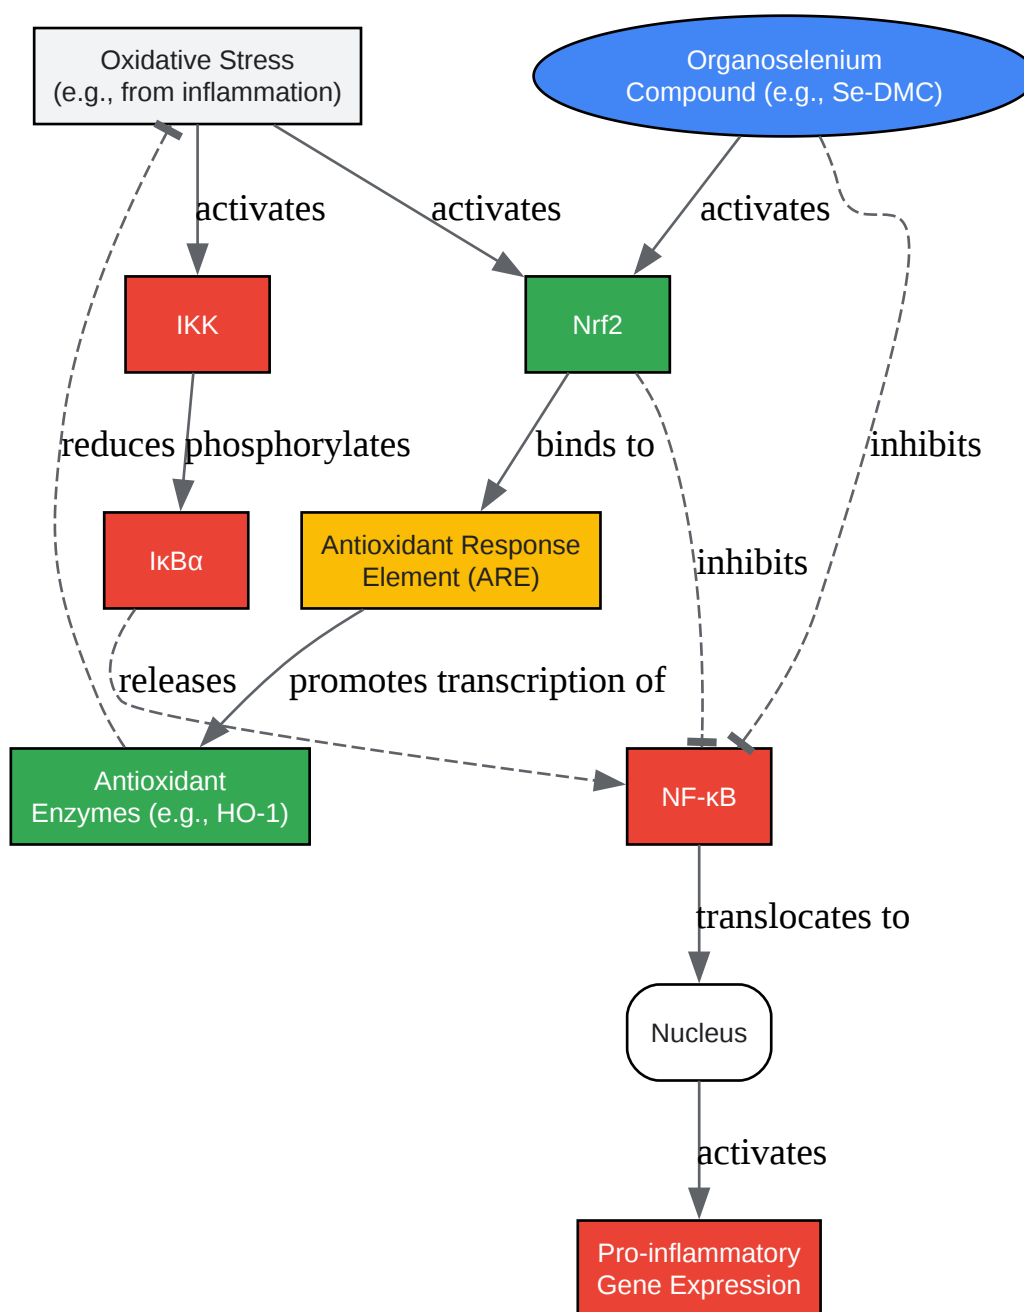 Oxidative Stress
(e.g., from inflammation)
Organoselenium
Compound (e.g., Se-DMC)
activates
activates
activates
IKK
Nrf2
reduces
phosphorylates
binds to
inhibits
IκBα
Antioxidant Response
Element (ARE)
inhibits
releases
promotes transcription of
Antioxidant
Enzymes (e.g., HO-1)
NF-κB
translocates to
Nucleus
activates
Pro-inflammatory
Gene Expression